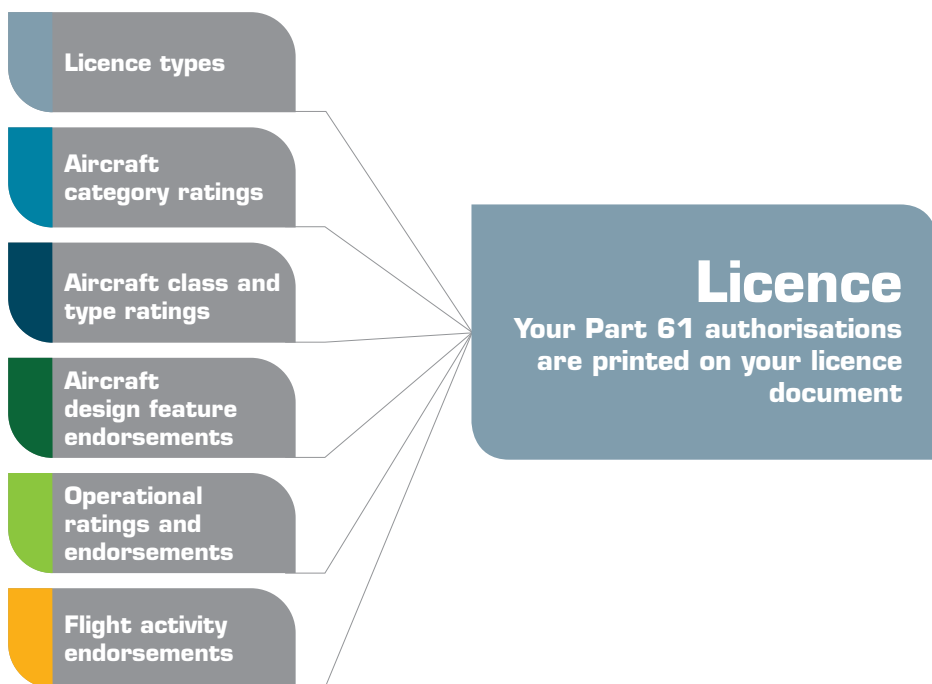 Licence types
Aircraft
category ratings
Aircraft class and
type ratings
Aircraft
design feature
endorsements
Operational
ratings and
endorsements
Flight activity
endorsements
Licence
Your Part 61 authorisations
are printed on your licence
document